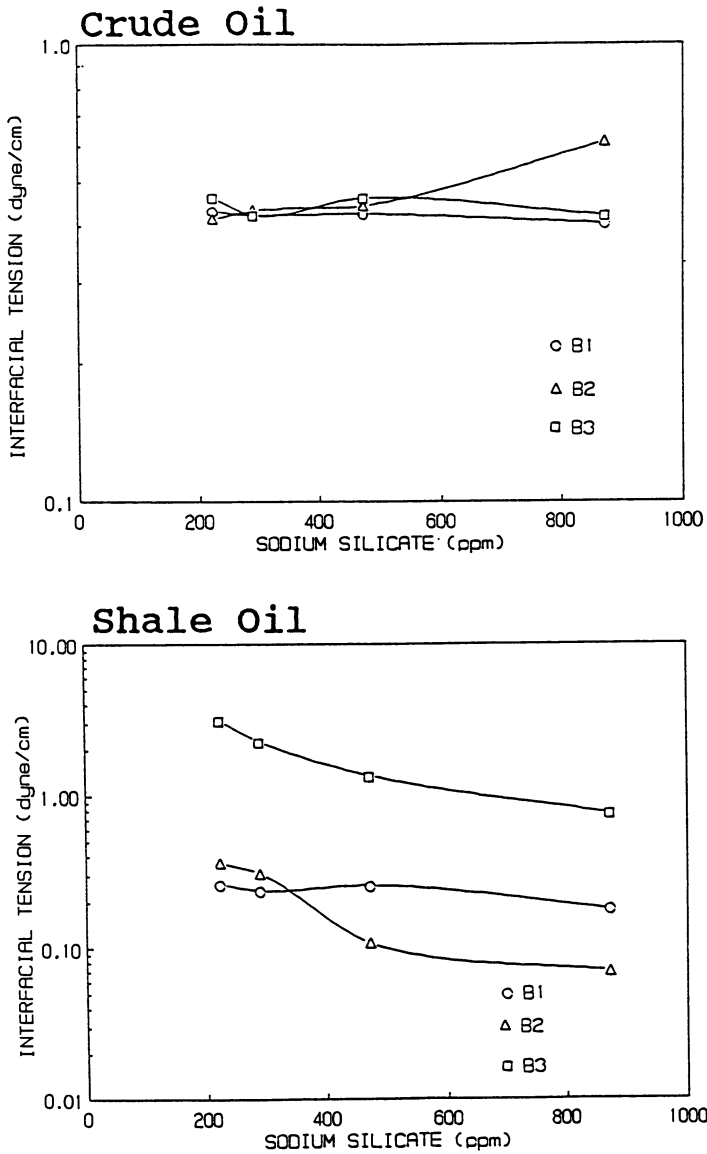 Crude Oil
1.0
INTERFACIAL TENSION (dyne/cm)
B1
B2
B3
0.1
0 200 400 600 800 1000
SODIUM SILICATE (ppm)
Shale Oil
10.00
1.00
INTERFACIAL TENSION (dyne/cm)
0.10
B1
B2
B3
0.01
0 200 400 600 800 1000
SODIUM SILICATE (ppm)